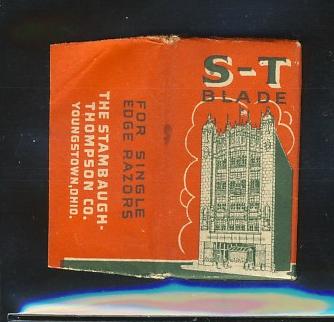 S-T
BLADE
FOR SINGLE
EDGE RAZORS
THE STAMBAUGH-
THOMPSON CO.
YOUNGSTOWN, OHIO.